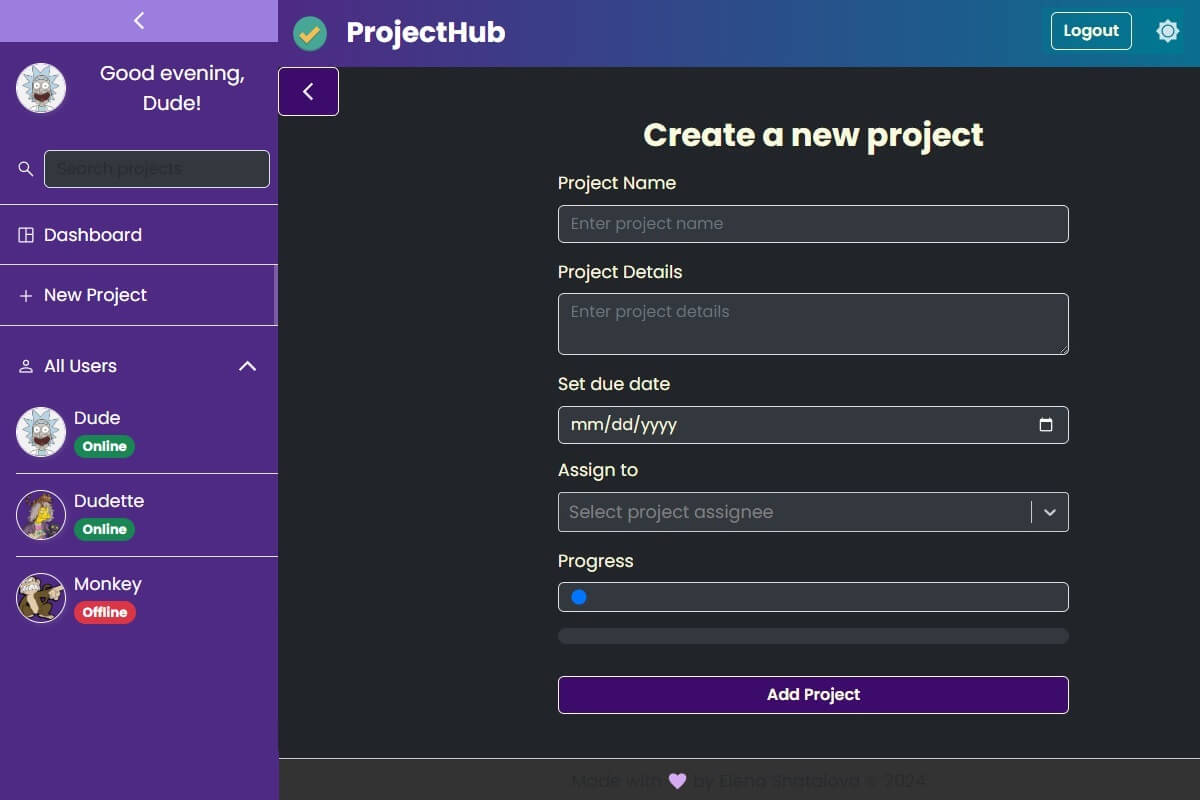 ProjectHub
Logout
Good evening,
Dude!
Search projects
Dashboard
New Project
All Users
Dude
Online
Dudette
Online
Monkey
Offline
Create a new project
Project Name
Enter project name
Project Details
Enter project details
Set due date
mm/dd/yyyy
Assign to
Select project assignee
Progress
Add Project
Made with 💜 by Elena Shatalova © 2024